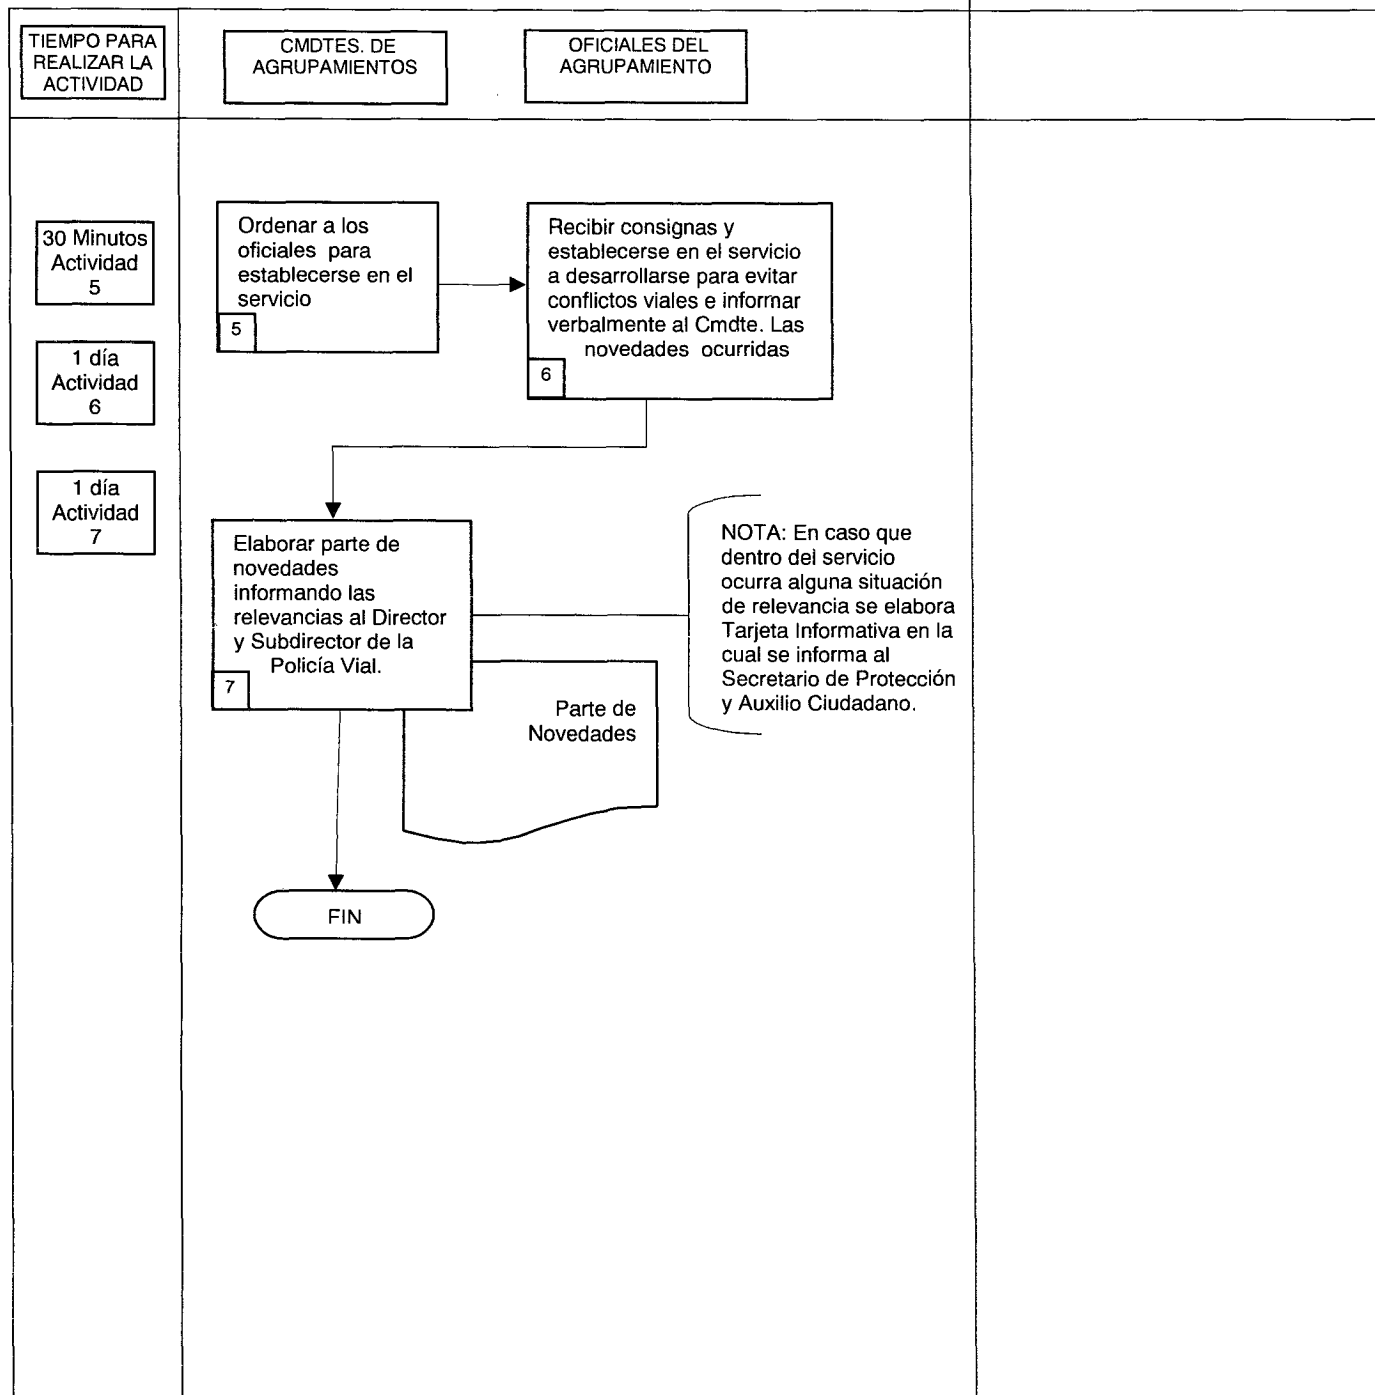 TIEMPO PARA
REALIZAR LA
ACTIVIDAD
CMDTES. DE
AGRUPAMIENTOS
OFICIALES DEL
AGRUPAMIENTO
30 Minutos
Actividad
5
1 día
Actividad
6
1 día
Actividad
7
Ordenar a los
oficiales para
establecerse en el
servicio
5
Recibir consignas y
establecerse en el servicio
a desarrollarse para evitar
conflictos viales e informar
verbalmente al Cmdte. Las
novedades ocurridas
6
Elaborar parte de
novedades
informando las
relevancias al Director
y Subdirector de la
Policía Vial.
7
Parte de
Novedades
NOTA: En caso que
dentro del servicio
ocurra alguna situación
de relevancia se elabora
Tarjeta Informativa en la
cual se informa al
Secretario de Protección
y Auxilio Ciudadano.
FIN